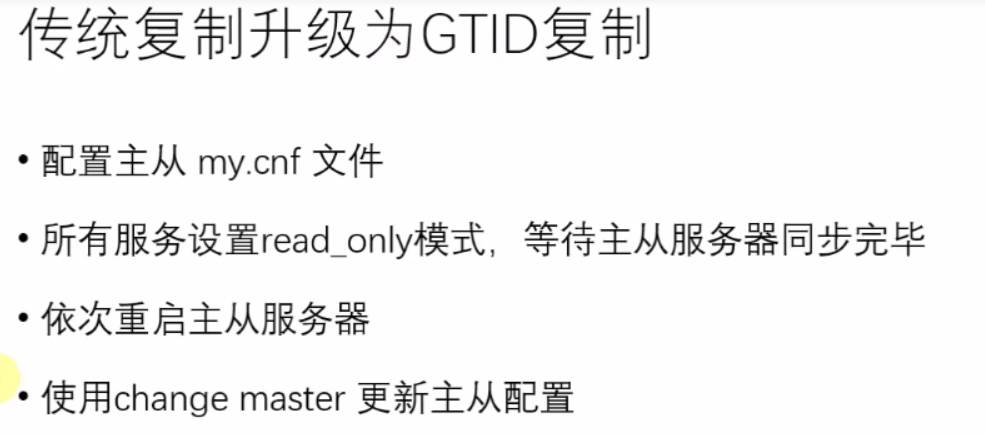 传统复制升级为GTID复制
• 配置主从 my.cnf 文件
• 所有服务设置read_only模式，等待主从服务器同步完毕
• 依次重启主从服务器
• 使用change master 更新主从配置